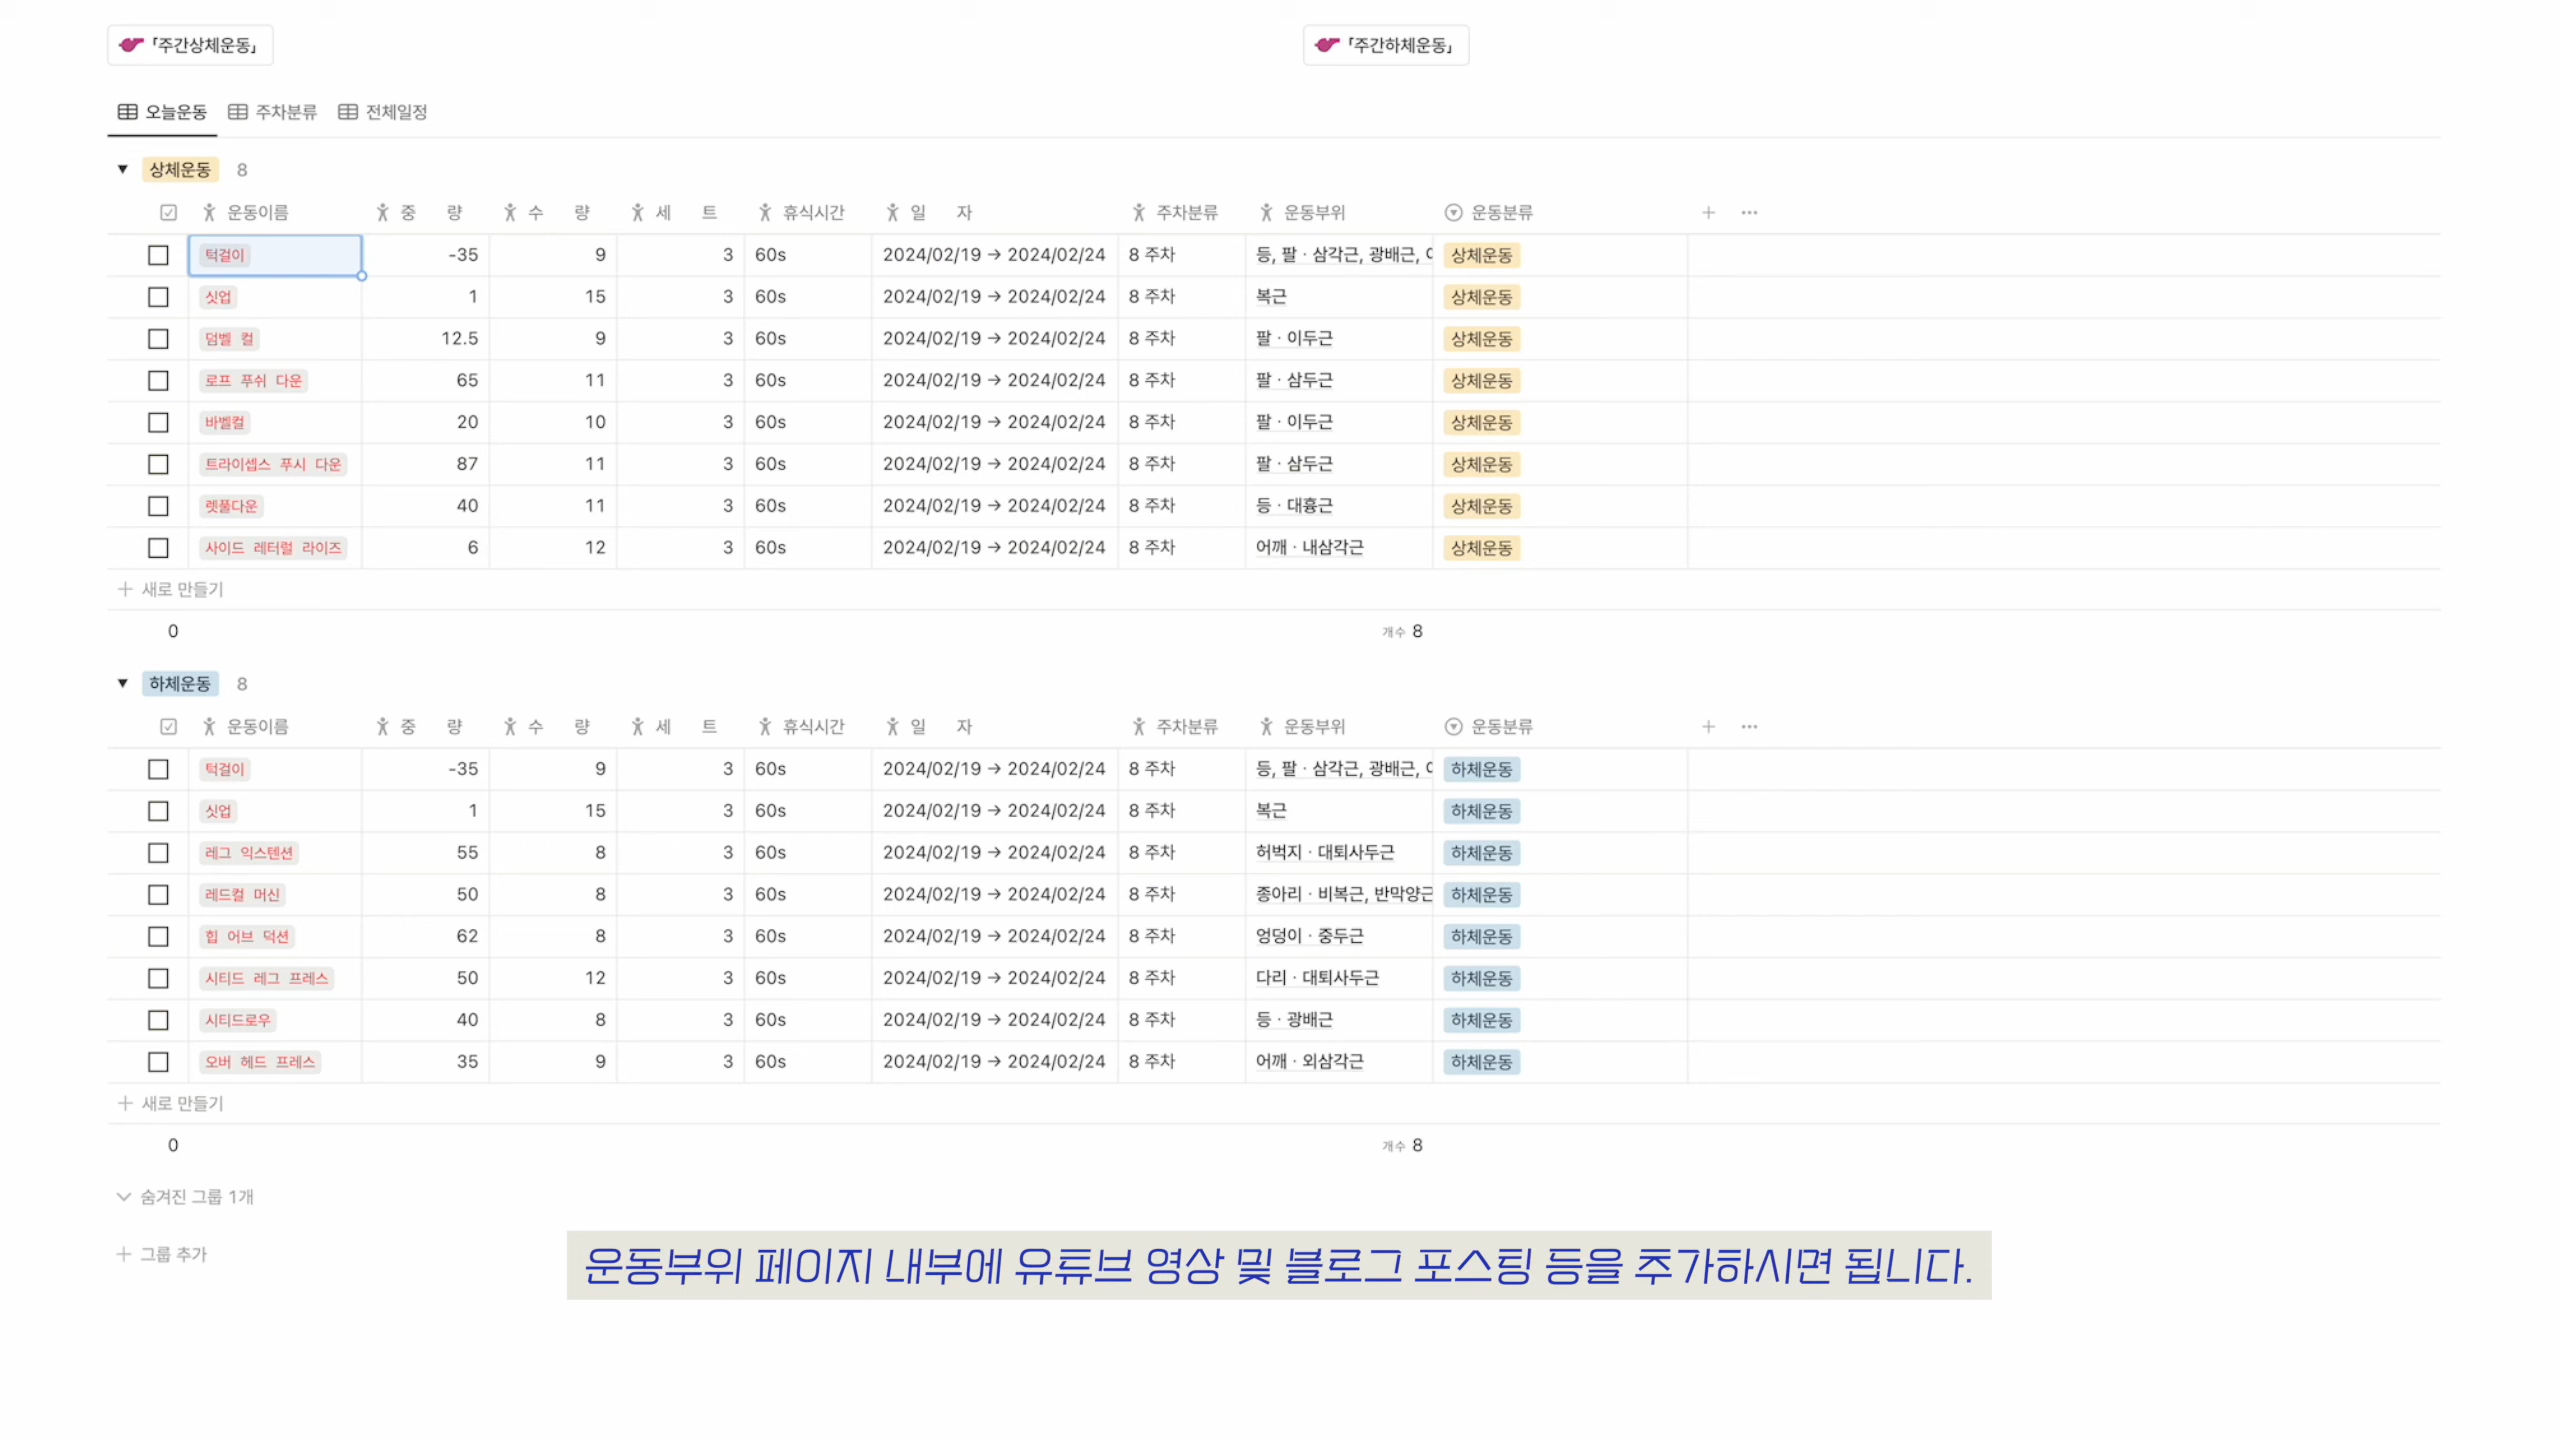 「주간상체운동」 「주간하체운동」
오늘운동 주차분류 전체일정
상체운동 8
운동이름 중 량 수 량 세 트 휴식시간 일 자 주차분류 운동부위 운동분류
턱걸이 -35 9 3 60s 2024/02/19 → 2024/02/24 8 주차 등, 팔 · 삼각근, 광배근, 상체운동
싯업 1 15 3 60s 2024/02/19 → 2024/02/24 8 주차 복근 상체운동
덤벨 컬 12.5 9 3 60s 2024/02/19 → 2024/02/24 8 주차 팔 · 이두근 상체운동
로프 푸쉬 다운 65 11 3 60s 2024/02/19 → 2024/02/24 8 주차 팔 · 삼두근 상체운동
바벨컬 20 10 3 60s 2024/02/19 → 2024/02/24 8 주차 팔 · 이두근 상체운동
트라이셉스 푸시 다운 87 11 3 60s 2024/02/19 → 2024/02/24 8 주차 팔 · 삼두근 상체운동
렛풀다운 40 11 3 60s 2024/02/19 → 2024/02/24 8 주차 등 · 대흉근 상체운동
사이드 레터럴 라이즈 6 12 3 60s 2024/02/19 → 2024/02/24 8 주차 어깨 · 내삼각근 상체운동
+ 새로 만들기
0 개수 8
하체운동 8
운동이름 중 량 수 량 세 트 휴식시간 일 자 주차분류 운동부위 운동분류
턱걸이 -35 9 3 60s 2024/02/19 → 2024/02/24 8 주차 등, 팔 · 삼각근, 광배근, 하체운동
싯업 1 15 3 60s 2024/02/19 → 2024/02/24 8 주차 복근 하체운동
레그 익스텐션 55 8 3 60s 2024/02/19 → 2024/02/24 8 주차 허벅지 · 대퇴사두근 하체운동
레드컬 머신 50 8 3 60s 2024/02/19 → 2024/02/24 8 주차 종아리 · 비복근, 반막양근 하체운동
힙 어브 덕션 62 8 3 60s 2024/02/19 → 2024/02/24 8 주차 엉덩이 · 중두근 하체운동
시티드 레그 프레스 50 12 3 60s 2024/02/19 → 2024/02/24 8 주차 다리 · 대퇴사두근 하체운동
시티드로우 40 8 3 60s 2024/02/19 → 2024/02/24 8 주차 등 · 광배근 하체운동
오버 헤드 프레스 35 9 3 60s 2024/02/19 → 2024/02/24 8 주차 어깨 · 외삼각근 하체운동
+ 새로 만들기
0 개수 8
숨겨진 그룹 1개
+ 그룹 추가
운동부위 페이지 내부에 유튜브 영상 및 블로그 포스팅 등을 추가하시면 됩니다.